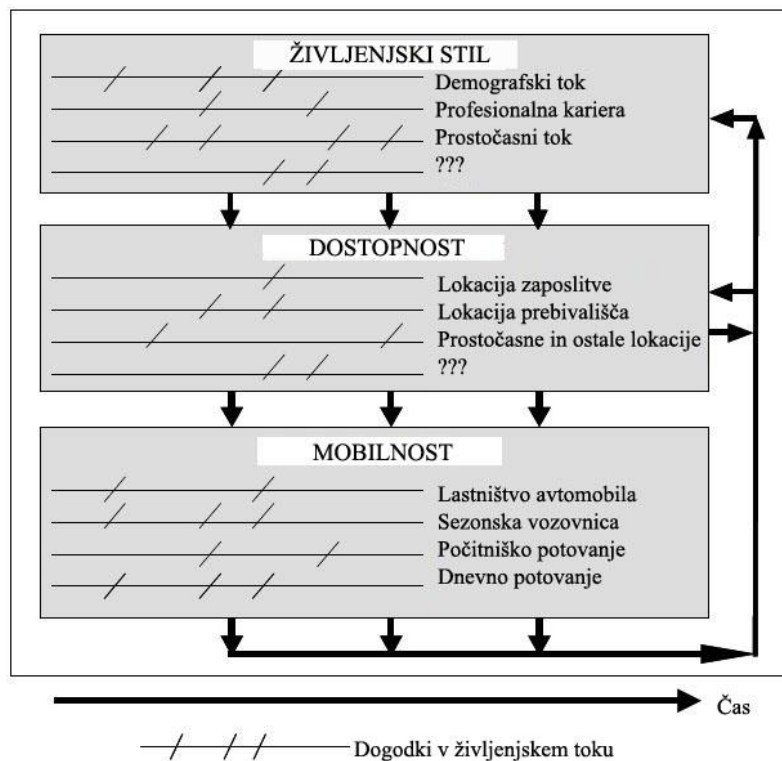 ŽIVLJENJSKI STIL
Demografski tok
Profesionalna kariera
Prostočasni tok
???
DOSTOPNOST
Lokacija zaposlitve
Lokacija prebivališča
Prostočasne in ostale lokacije
???
MOBILNOST
Lastništvo avtomobila
Sezonska vozovnica
Počitniško potovanje
Dnevno potovanje
Čas
Dogodki v življenjskem toku